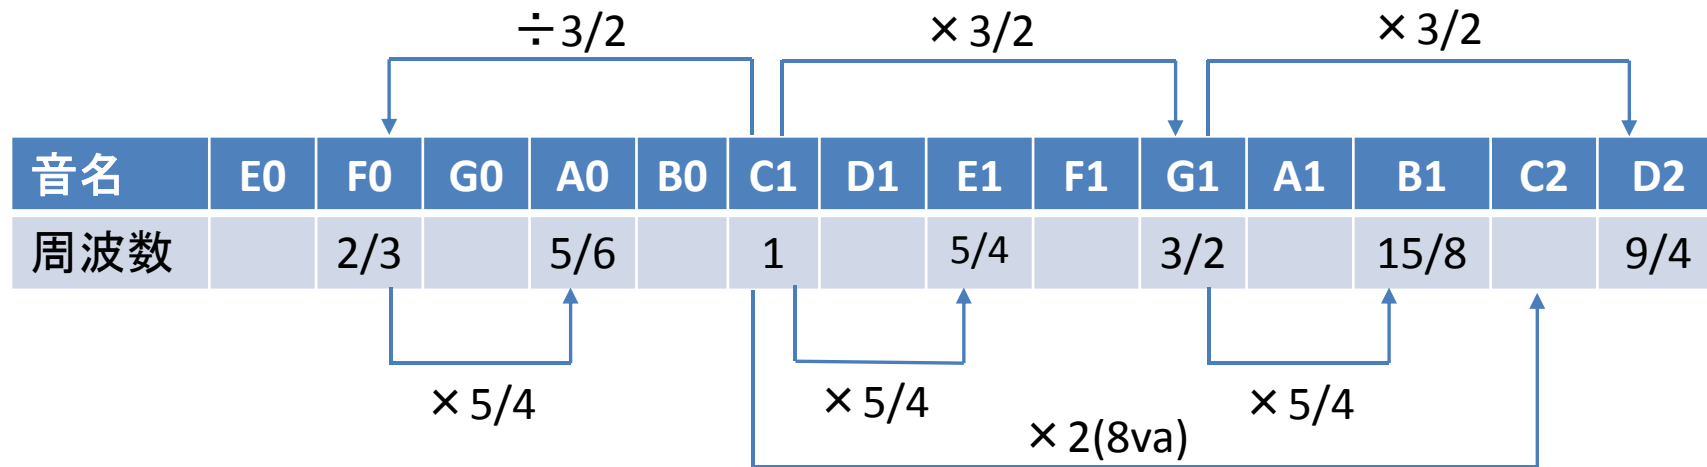 ÷3/2 ×3/2 ×3/2
音名 E0 F0 G0 A0 B0 C1 D1 E1 F1 G1 A1 B1 C2 D2
周波数 2/3 5/6 1 5/4 3/2 15/8 9/4
×5/4 ×5/4 ×5/4
×2(8va)